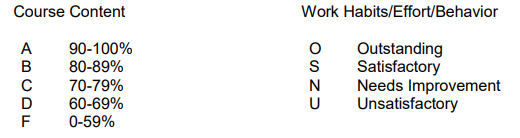 Course Content Work Habits/Effort/Behavior
A 90-100% O Outstanding
B 80-89% S Satisfactory
C 70-79% N Needs Improvement
D 60-69% U Unsatisfactory
F 0-59%